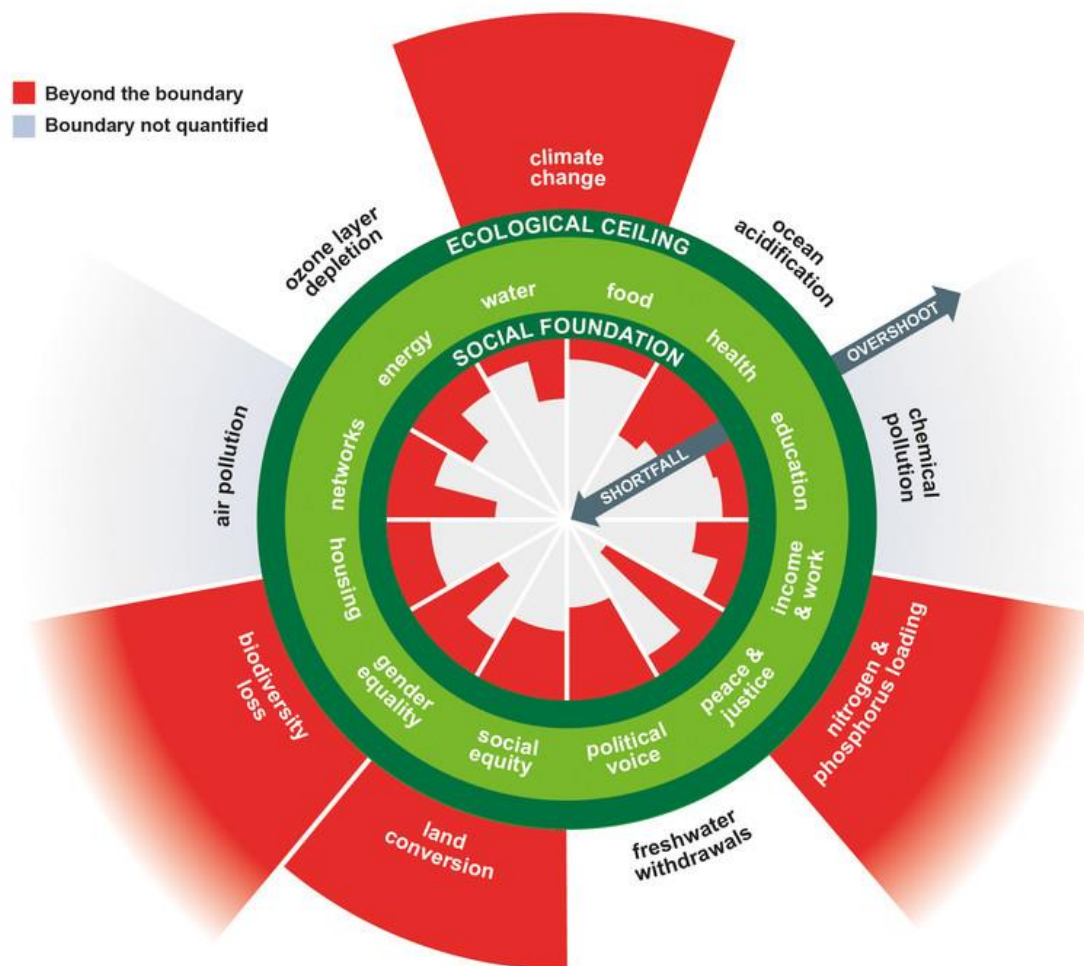 Beyond the boundary
Boundary not quantified
climate
change
ozone layer
depletion
ocean
acidification
ECOLOGICAL CEILING
OVERSHOOT
water
food
energy
health
SOCIAL FOUNDATION
SHORTFALL
networks
education
air pollution
chemical
pollution
housing
income
& work
gender
equality
peace &
justice
social
equity
political
voice
biodiversity
loss
nitrogen &
phosphorus loading
land
conversion
freshwater
withdrawals